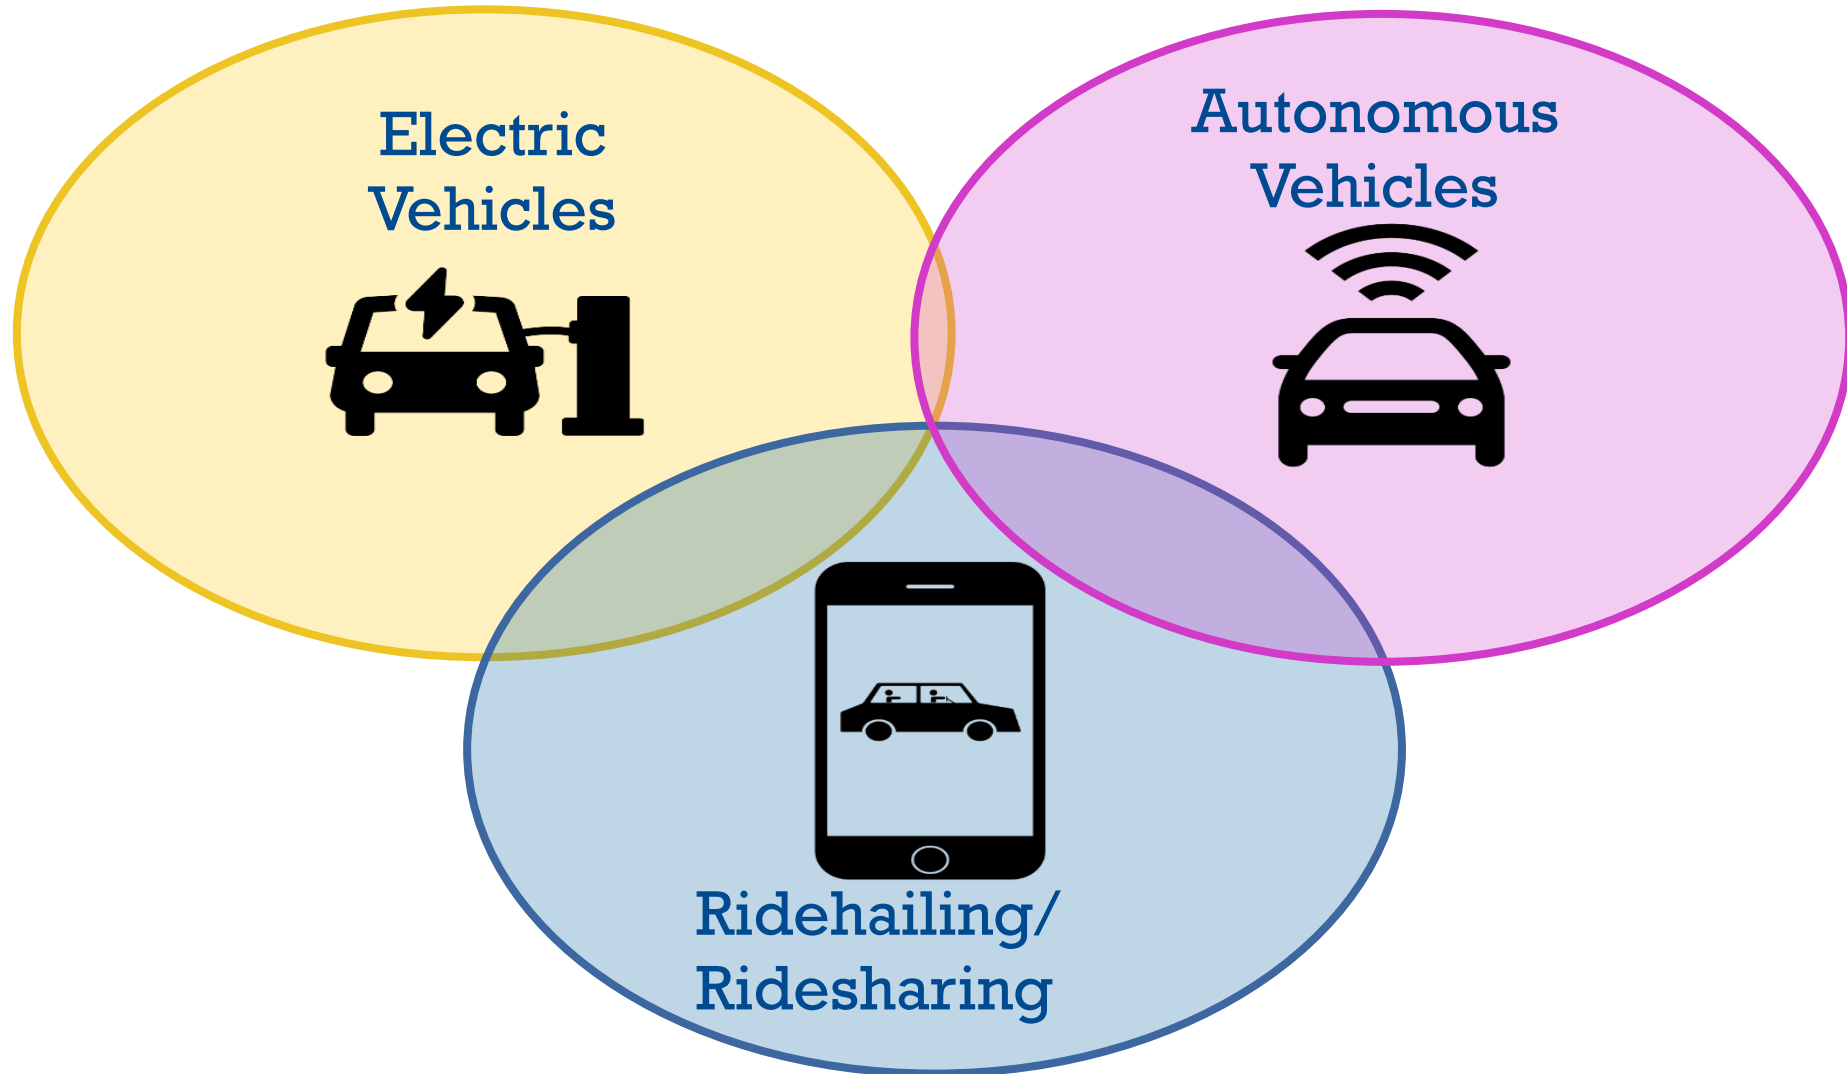 Electric
Vehicles
Autonomous
Vehicles
Ridehailing/
Ridesharing